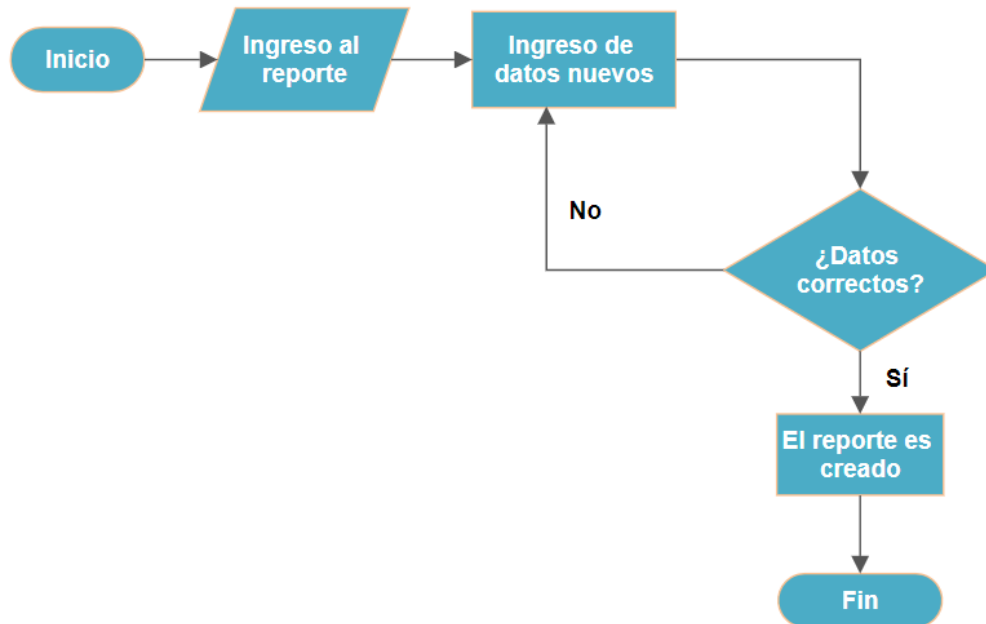 Inicio
Ingreso al
reporte
Ingreso de
datos nuevos
No
¿Datos
correctos?
Sí
El reporte es
creado
Fin